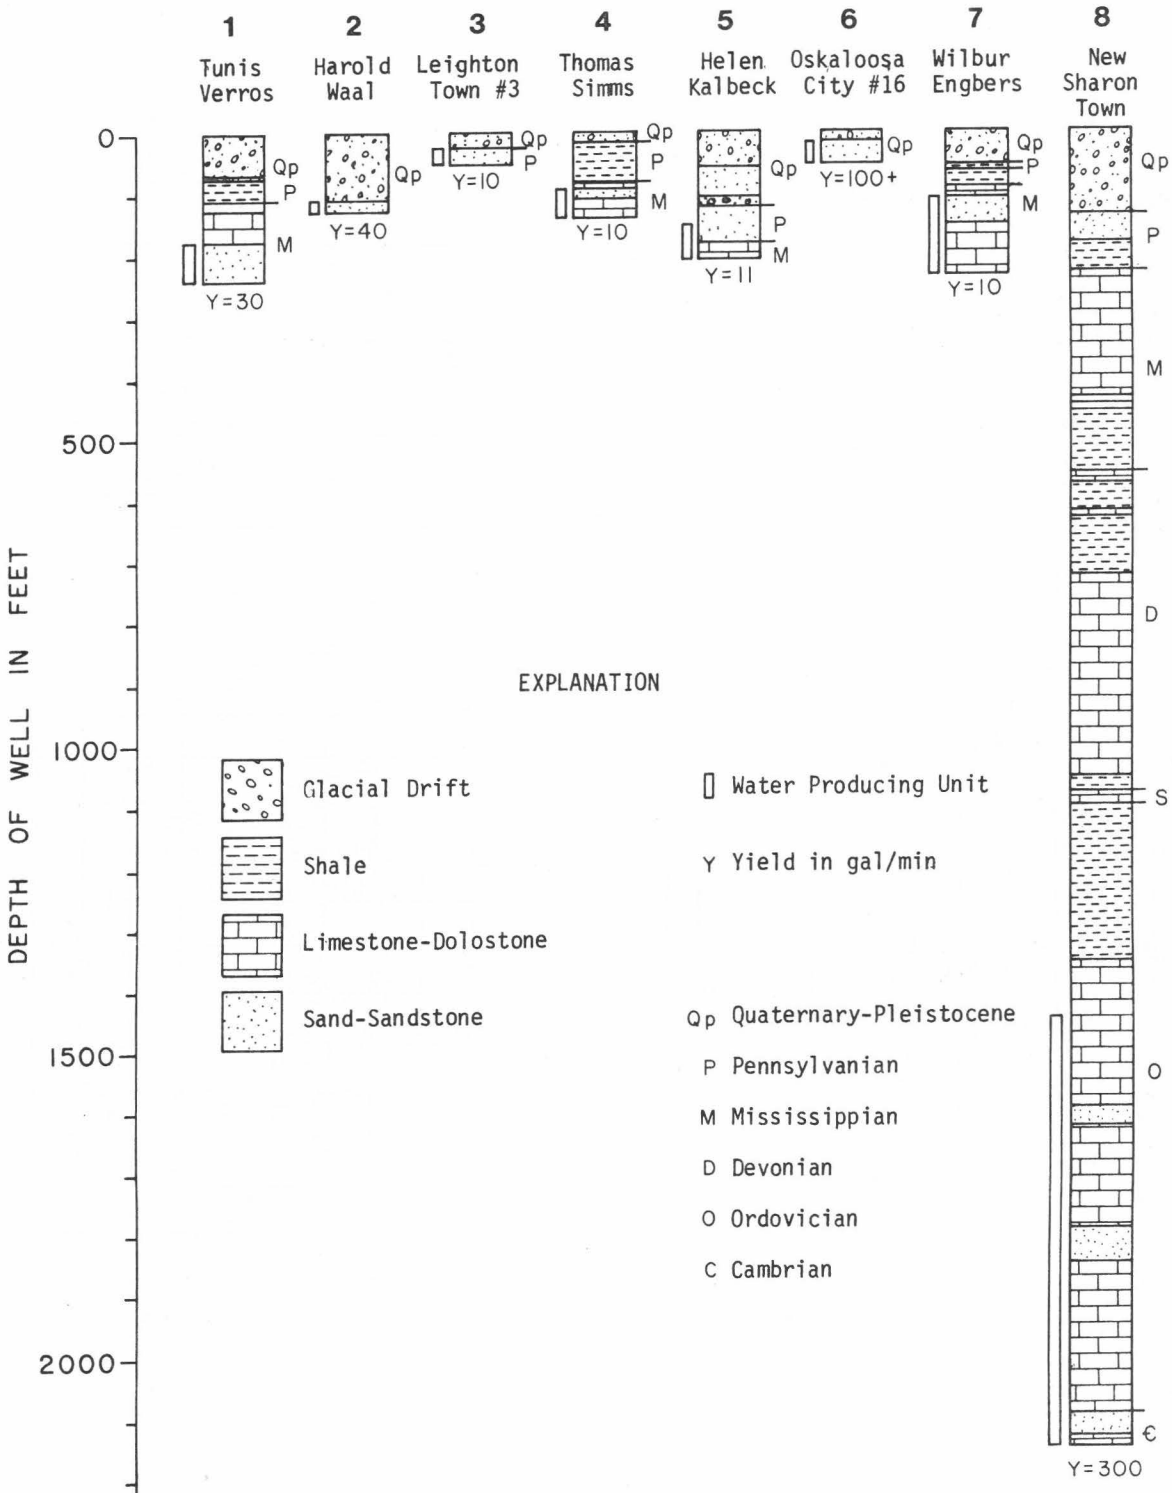 1 2 3 4 5 6 7 8
Tunis
Verros
Harold
Waal
Leighton
Town #3
Thomas
Simms
Helen
Kalbeck
Oskaloosa
City #16
Wilbur
Engbers
New
Sharon
Town
DEPTH OF WELL IN FEET
0
500
1000
1500
2000
Qp
P
M
Y=30
Qp
Y=40
Qp
P
Y=10
Qp
P
M
Y=10
Qp
P
M
Y=11
Qp
Y=100+
Qp
P
M
Y=10
Qp
P
M
D
S
O
Є
Y=300
EXPLANATION
Glacial Drift
Shale
Limestone-Dolostone
Sand-Sandstone
Water Producing Unit
Y Yield in gal/min
Qp Quaternary-Pleistocene
P Pennsylvanian
M Mississippian
D Devonian
O Ordovician
C Cambrian